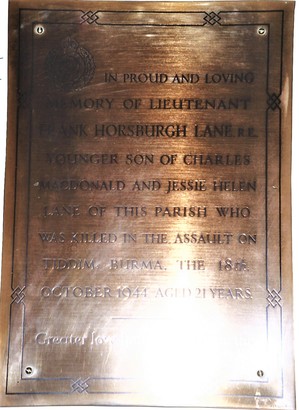 IN PROUD AND LOVING
MEMORY OF LIEUTENANT
FRANK HORSBURGH LANE R.E.
YOUNGER SON OF CHARLES
MACDONALD AND JESSIE HELEN
LANE OF THIS PARISH WHO
WAS KILLED IN THE ASSAULT ON
TIDDIM, BURMA, THE 18th
OCTOBER 1944 AGED 21 YEARS
Greater love